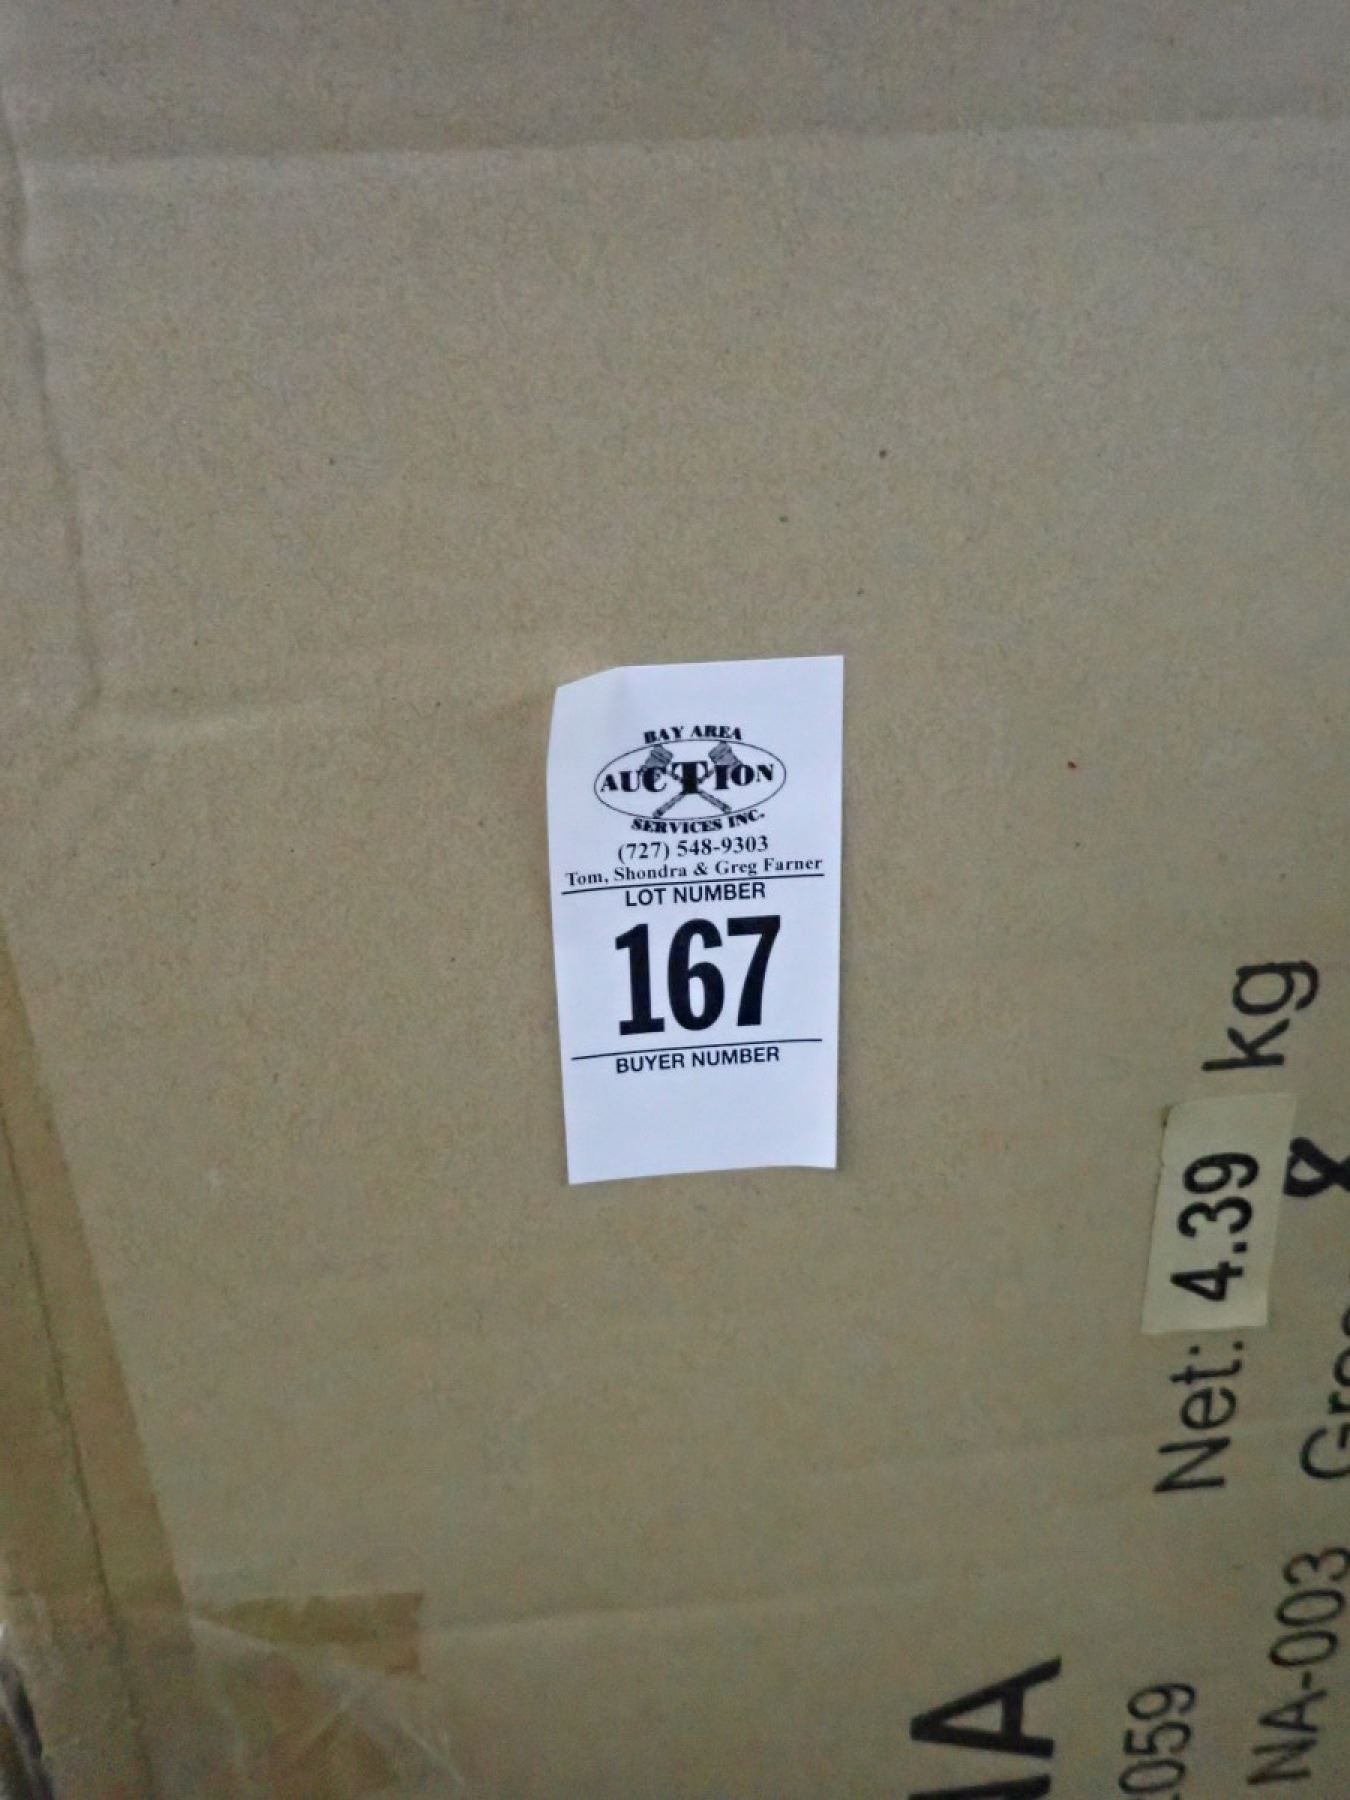 BAY AREA
AUCTION
SERVICES INC.
(727) 548-9303
Tom, Shondra & Greg Farner
LOT NUMBER
167
BUYER NUMBER
Net: 4.39 kg
&
NA-003
059